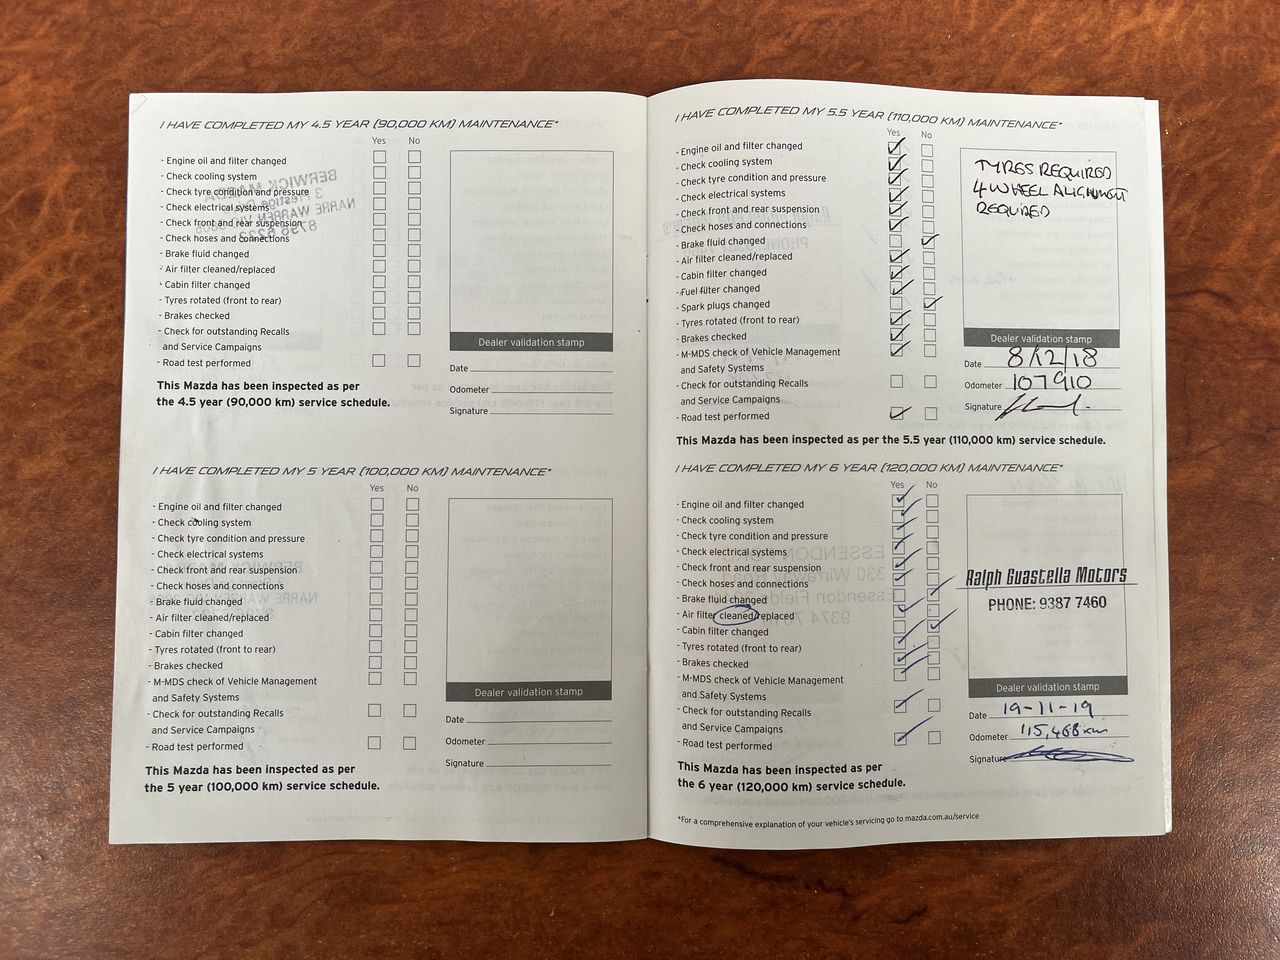 I HAVE COMPLETED MY 4.5 YEAR (90,000 KM) MAINTENANCE*
Yes No
- Engine oil and filter changed
- Check cooling system
- Check tyre condition and pressure
- Check electrical systems
- Check front and rear suspension
- Check hoses and connections
- Brake fluid changed
- Air filter cleaned/replaced
- Cabin filter changed
- Tyres rotated (front to rear)
- Brakes checked
- Check for outstanding Recalls
and Service Campaigns
- Road test performed
This Mazda has been inspected as per
the 4.5 year (90,000 km) service schedule.
Dealer validation stamp
Date
Odometer
Signature
I HAVE COMPLETED MY 5 YEAR (100,000 KM) MAINTENANCE*
Yes No
- Engine oil and filter changed
- Check cooling system
- Check tyre condition and pressure
- Check electrical systems
- Check front and rear suspension
- Check hoses and connections
- Brake fluid changed
- Air filter cleaned/replaced
- Cabin filter changed
- Tyres rotated (front to rear)
- Brakes checked
- M-MDS check of Vehicle Management
and Safety Systems
- Check for outstanding Recalls
and Service Campaigns
- Road test performed
This Mazda has been inspected as per
the 5 year (100,000 km) service schedule.
Dealer validation stamp
Date
Odometer
Signature
I HAVE COMPLETED MY 5.5 YEAR (110,000 KM) MAINTENANCE*
Yes No
- Engine oil and filter changed
- Check cooling system
- Check tyre condition and pressure
- Check electrical systems
- Check front and rear suspension
- Check hoses and connections
- Brake fluid changed
- Air filter cleaned/replaced
- Cabin filter changed
- Fuel filter changed
- Spark plugs changed
- Tyres rotated (front to rear)
- Brakes checked
- M-MDS check of Vehicle Management
and Safety Systems
- Check for outstanding Recalls
and Service Campaigns
- Road test performed
This Mazda has been inspected as per the 5.5 year (110,000 km) service schedule.
TYRES REQUIRED
4 WHEEL ALIGNMENT
REQUIRED
Dealer validation stamp
Date 8/12/18
Odometer 107910
Signature
I HAVE COMPLETED MY 6 YEAR (120,000 KM) MAINTENANCE*
Yes No
- Engine oil and filter changed
- Check cooling system
- Check tyre condition and pressure
- Check electrical systems
- Check front and rear suspension
- Check hoses and connections
- Brake fluid changed
- Air filter cleaned/replaced
- Cabin filter changed
- Tyres rotated (front to rear)
- Brakes checked
- M-MDS check of Vehicle Management
and Safety Systems
- Check for outstanding Recalls
and Service Campaigns
- Road test performed
This Mazda has been inspected as per
the 6 year (120,000 km) service schedule.
Ralph Guastella Motors
PHONE: 9387 7460
Dealer validation stamp
Date 19-11-19
Odometer 115,468 km
Signature
*For a comprehensive explanation of your vehicle's servicing go to mazda.com.au/service